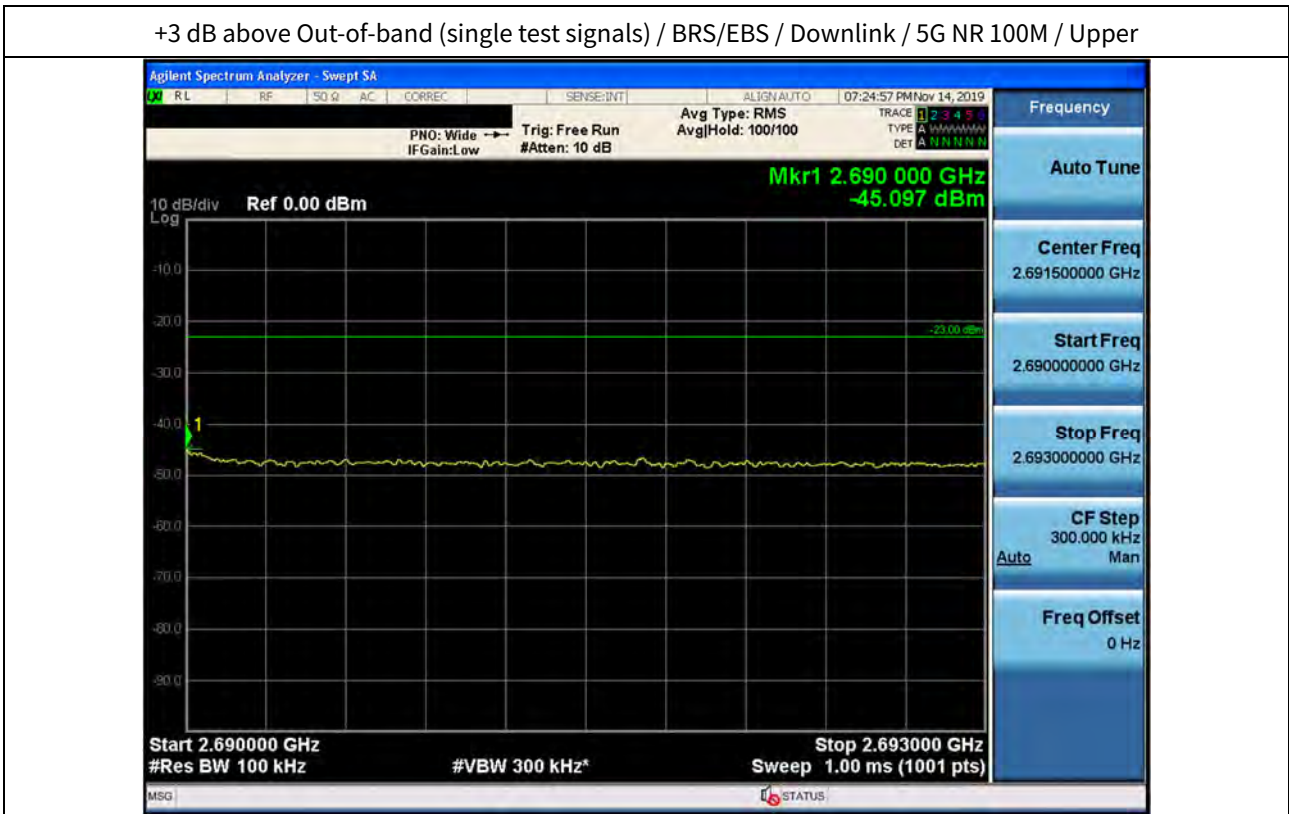 +3 dB above Out-of-band (single test signals) / BRS/EBS / Downlink / 5G NR 100M / Upper
Agilent Spectrum Analyzer - Swept SA
LXI RL RF 50 Ω AC CORREC SENSE:INT ALIGNAUTO 07:24:57 PM Nov 14, 2019
PNO: Wide Trig: Free Run Avg Type: RMS TRACE 1 2 3 4 5 6
IFGain:Low #Atten: 10 dB Avg|Hold: 100/100 TYPE A WWWWW
DET A N N N N N
Mkr1 2.690 000 GHz
-45.097 dBm
10 dB/div Ref 0.00 dBm
Log
-10.0
-20.0
-23.00 dBm
-30.0
-40.0
1
-50.0
-60.0
-70.0
-80.0
-90.0
Start 2.690000 GHz Stop 2.693000 GHz
#Res BW 100 kHz #VBW 300 kHz* Sweep 1.00 ms (1001 pts)
MSG STATUS
Frequency
Auto Tune
Center Freq
2.691500000 GHz
Start Freq
2.690000000 GHz
Stop Freq
2.693000000 GHz
CF Step
300.000 kHz
Auto Man
Freq Offset
0 Hz